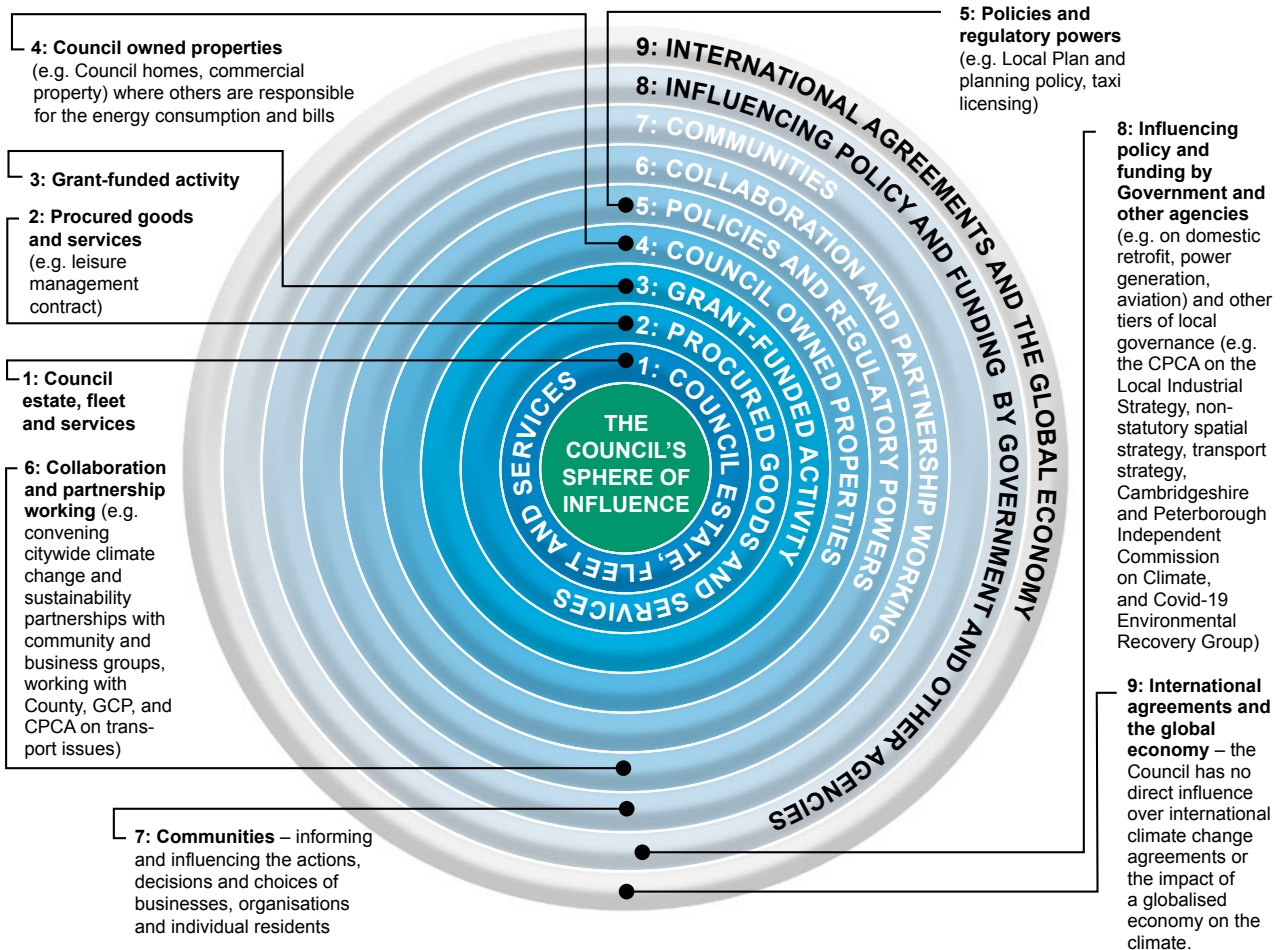 4: Council owned properties
(e.g. Council homes, commercial
property) where others are responsible
for the energy consumption and bills
3: Grant-funded activity
2: Procured goods
and services
(e.g. leisure
management
contract)
1: Council
estate, fleet
and services
6: Collaboration
and partnership
working (e.g.
convening
citywide climate
change and
sustainability
partnerships with
community and
business groups,
working with
County, GCP, and
CPCA on trans-
port issues)
7: Communities – informing
and influencing the actions,
decisions and choices of
businesses, organisations
and individual residents
9: INTERNATIONAL AGREEMENTS AND THE GLOBAL ECONOMY
8: INFLUENCING POLICY AND FUNDING BY GOVERNMENT AND OTHER AGENCIES
7: COMMUNITIES
6: COLLABORATION AND PARTNERSHIP WORKING
5: POLICIES AND REGULATORY POWERS
4: COUNCIL OWNED PROPERTIES
3: GRANT-FUNDED ACTIVITY
2: PROCURED GOODS AND SERVICES
1: COUNCIL ESTATE, FLEET AND SERVICES
THE
COUNCIL'S
SPHERE OF
INFLUENCE
5: Policies and
regulatory powers
(e.g. Local Plan and
planning policy, taxi
licensing)
8: Influencing
policy and
funding by
Government and
other agencies
(e.g. on domestic
retrofit, power
generation,
aviation) and other
tiers of local
governance (e.g.
the CPCA on the
Local Industrial
Strategy, non-
statutory spatial
strategy, transport
strategy,
Cambridgeshire
and Peterborough
Independent
Commission
on Climate,
and Covid-19
Environmental
Recovery Group)
9: International
agreements and
the global
economy – the
Council has no
direct influence
over international
climate change
agreements or
the impact of
a globalised
economy on the
climate.